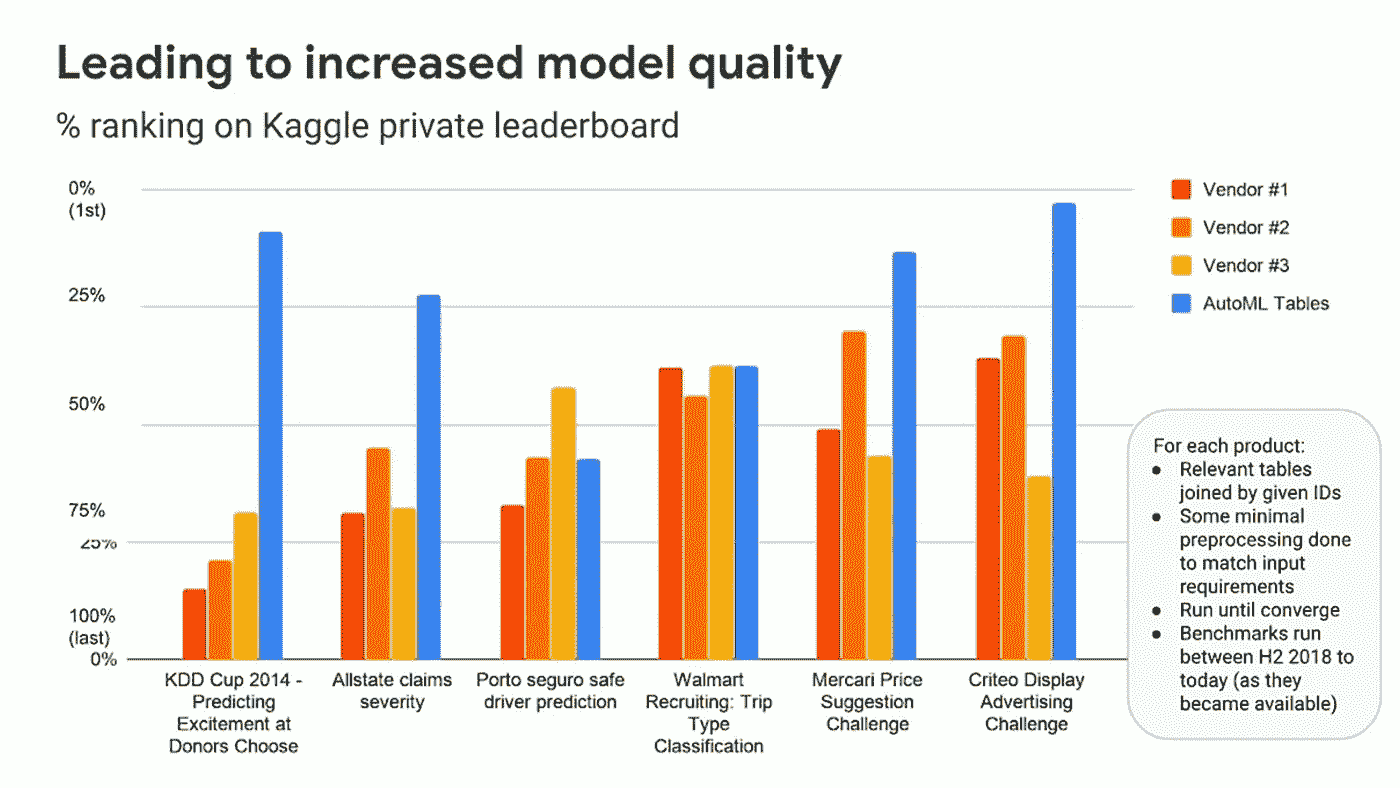 Leading to increased model quality
% ranking on Kaggle private leaderboard
0%
(1st)
25%
50%
75%
25%
100%
(last)
0%
Vendor #1
Vendor #2
Vendor #3
AutoML Tables
KDD Cup 2014 -
Predicting
Excitement at
Donors Choose
Allstate claims
severity
Porto seguro safe
driver prediction
Walmart
Recruiting: Trip
Type
Classification
Mercari Price
Suggestion
Challenge
Criteo Display
Advertising
Challenge
For each product:
● Relevant tables
joined by given IDs
● Some minimal
preprocessing done
to match input
requirements
● Run until converge
● Benchmarks run
between H2 2018 to
today (as they
became available)